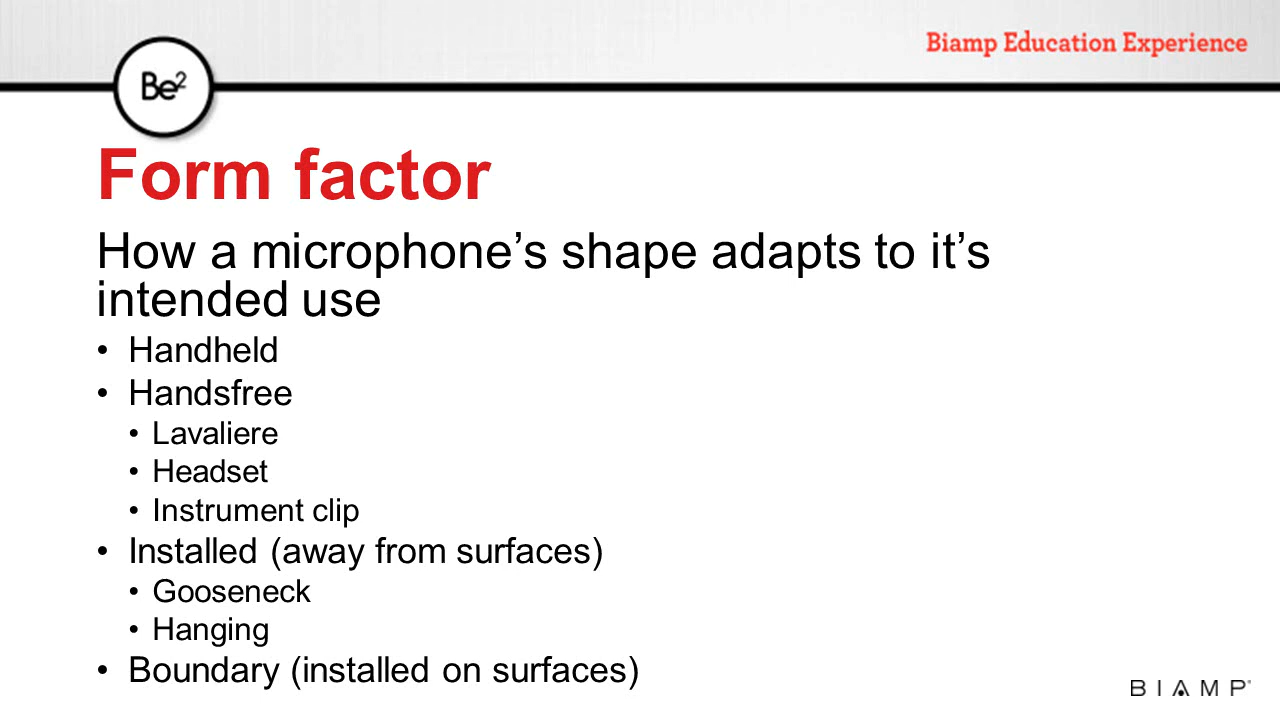 Biamp Education Experience
Be²
Form factor
How a microphone’s shape adapts to it’s
intended use
• Handheld
• Handsfree
• Lavaliere
• Headset
• Instrument clip
• Installed (away from surfaces)
• Gooseneck
• Hanging
• Boundary (installed on surfaces)
BIAMP